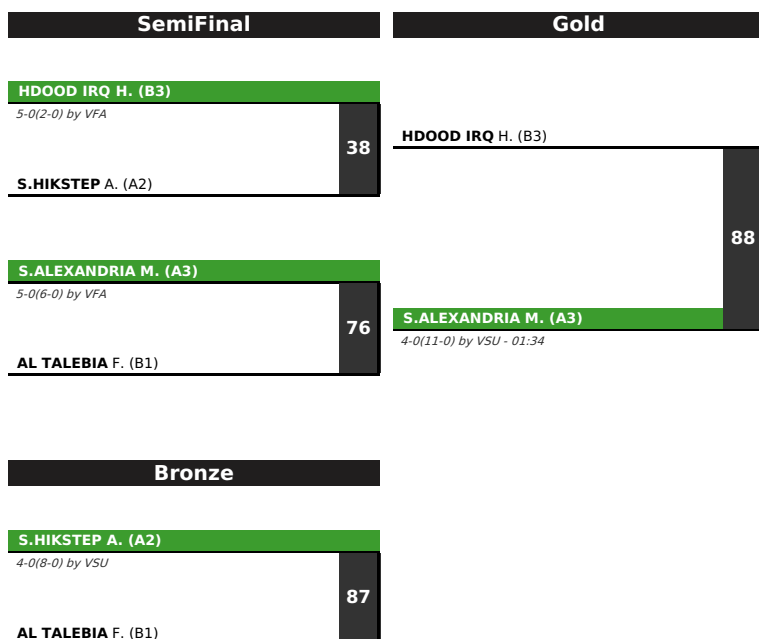 SemiFinal
HDOOD IRQ H. (B3)
5-0(2-0) by VFA
38
S.HIKSTEP A. (A2)
S.ALEXANDRIA M. (A3)
5-0(6-0) by VFA
76
AL TALEBIA F. (B1)
Gold
HDOOD IRQ H. (B3)
88
S.ALEXANDRIA M. (A3)
4-0(11-0) by VSU - 01:34
Bronze
S.HIKSTEP A. (A2)
4-0(8-0) by VSU
87
AL TALEBIA F. (B1)